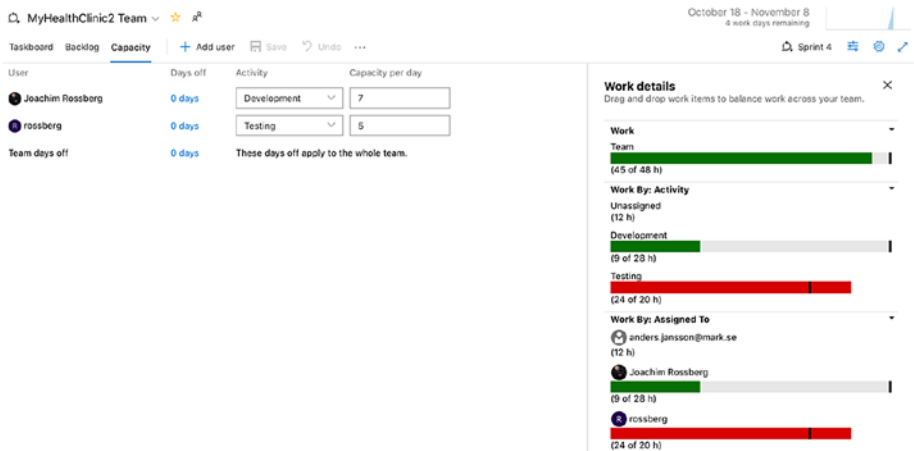 MyHealthClinic2 Team
October 18 - November 8
4 work days remaining
Taskboard Backlog Capacity + Add user Save Undo ...
Sprint 4
User Days off Activity Capacity per day
Joachim Rossberg 0 days Development 7
R rossberg 0 days Testing 5
Team days off 0 days These days off apply to the whole team.
Work details
Drag and drop work items to balance work across your team.
Work
Team
(45 of 48 h)
Work By: Activity
Unassigned
(12 h)
Development
(9 of 28 h)
Testing
(24 of 20 h)
Work By: Assigned To
anders.jansson@mark.se
(12 h)
Joachim Rossberg
(9 of 28 h)
R rossberg
(24 of 20 h)